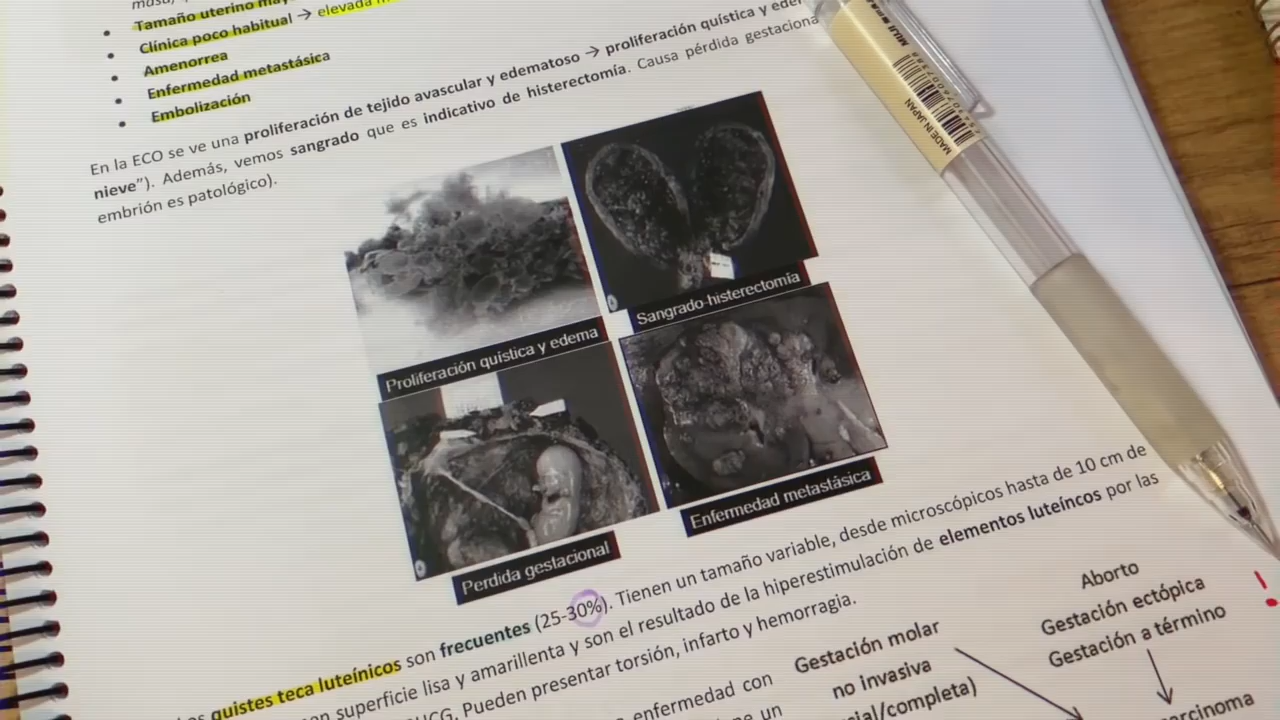 Tamaño uterino
Clínica poco habitual → elevada
Amenorrea
Enfermedad metastásica
Embolización
En la ECO se ve una proliferación de tejido avascular y edematoso → proliferación quística y
nieve"). Además, vemos sangrado que es indicativo de histerectomía. Causa pérdida
embrión es patológico).
Proliferación quística y edema
Sangrado-histerectomía
Perdida gestacional
Enfermedad metastásica
quistes teca luteínicos son frecuentes (25-30%). Tienen un tamaño variable, desde microscópicos hasta de 10 cm de
superficie lisa y amarillenta y son el resultado de la hiperestimulación de elementos luteíncos por las
Pueden presentar torsión, infarto y hemorragia.
enfermedad con
un
Gestación molar
no invasiva
Aborto
Gestación ectópica
Gestación a término
!
MUJI
MADE IN JAPAN